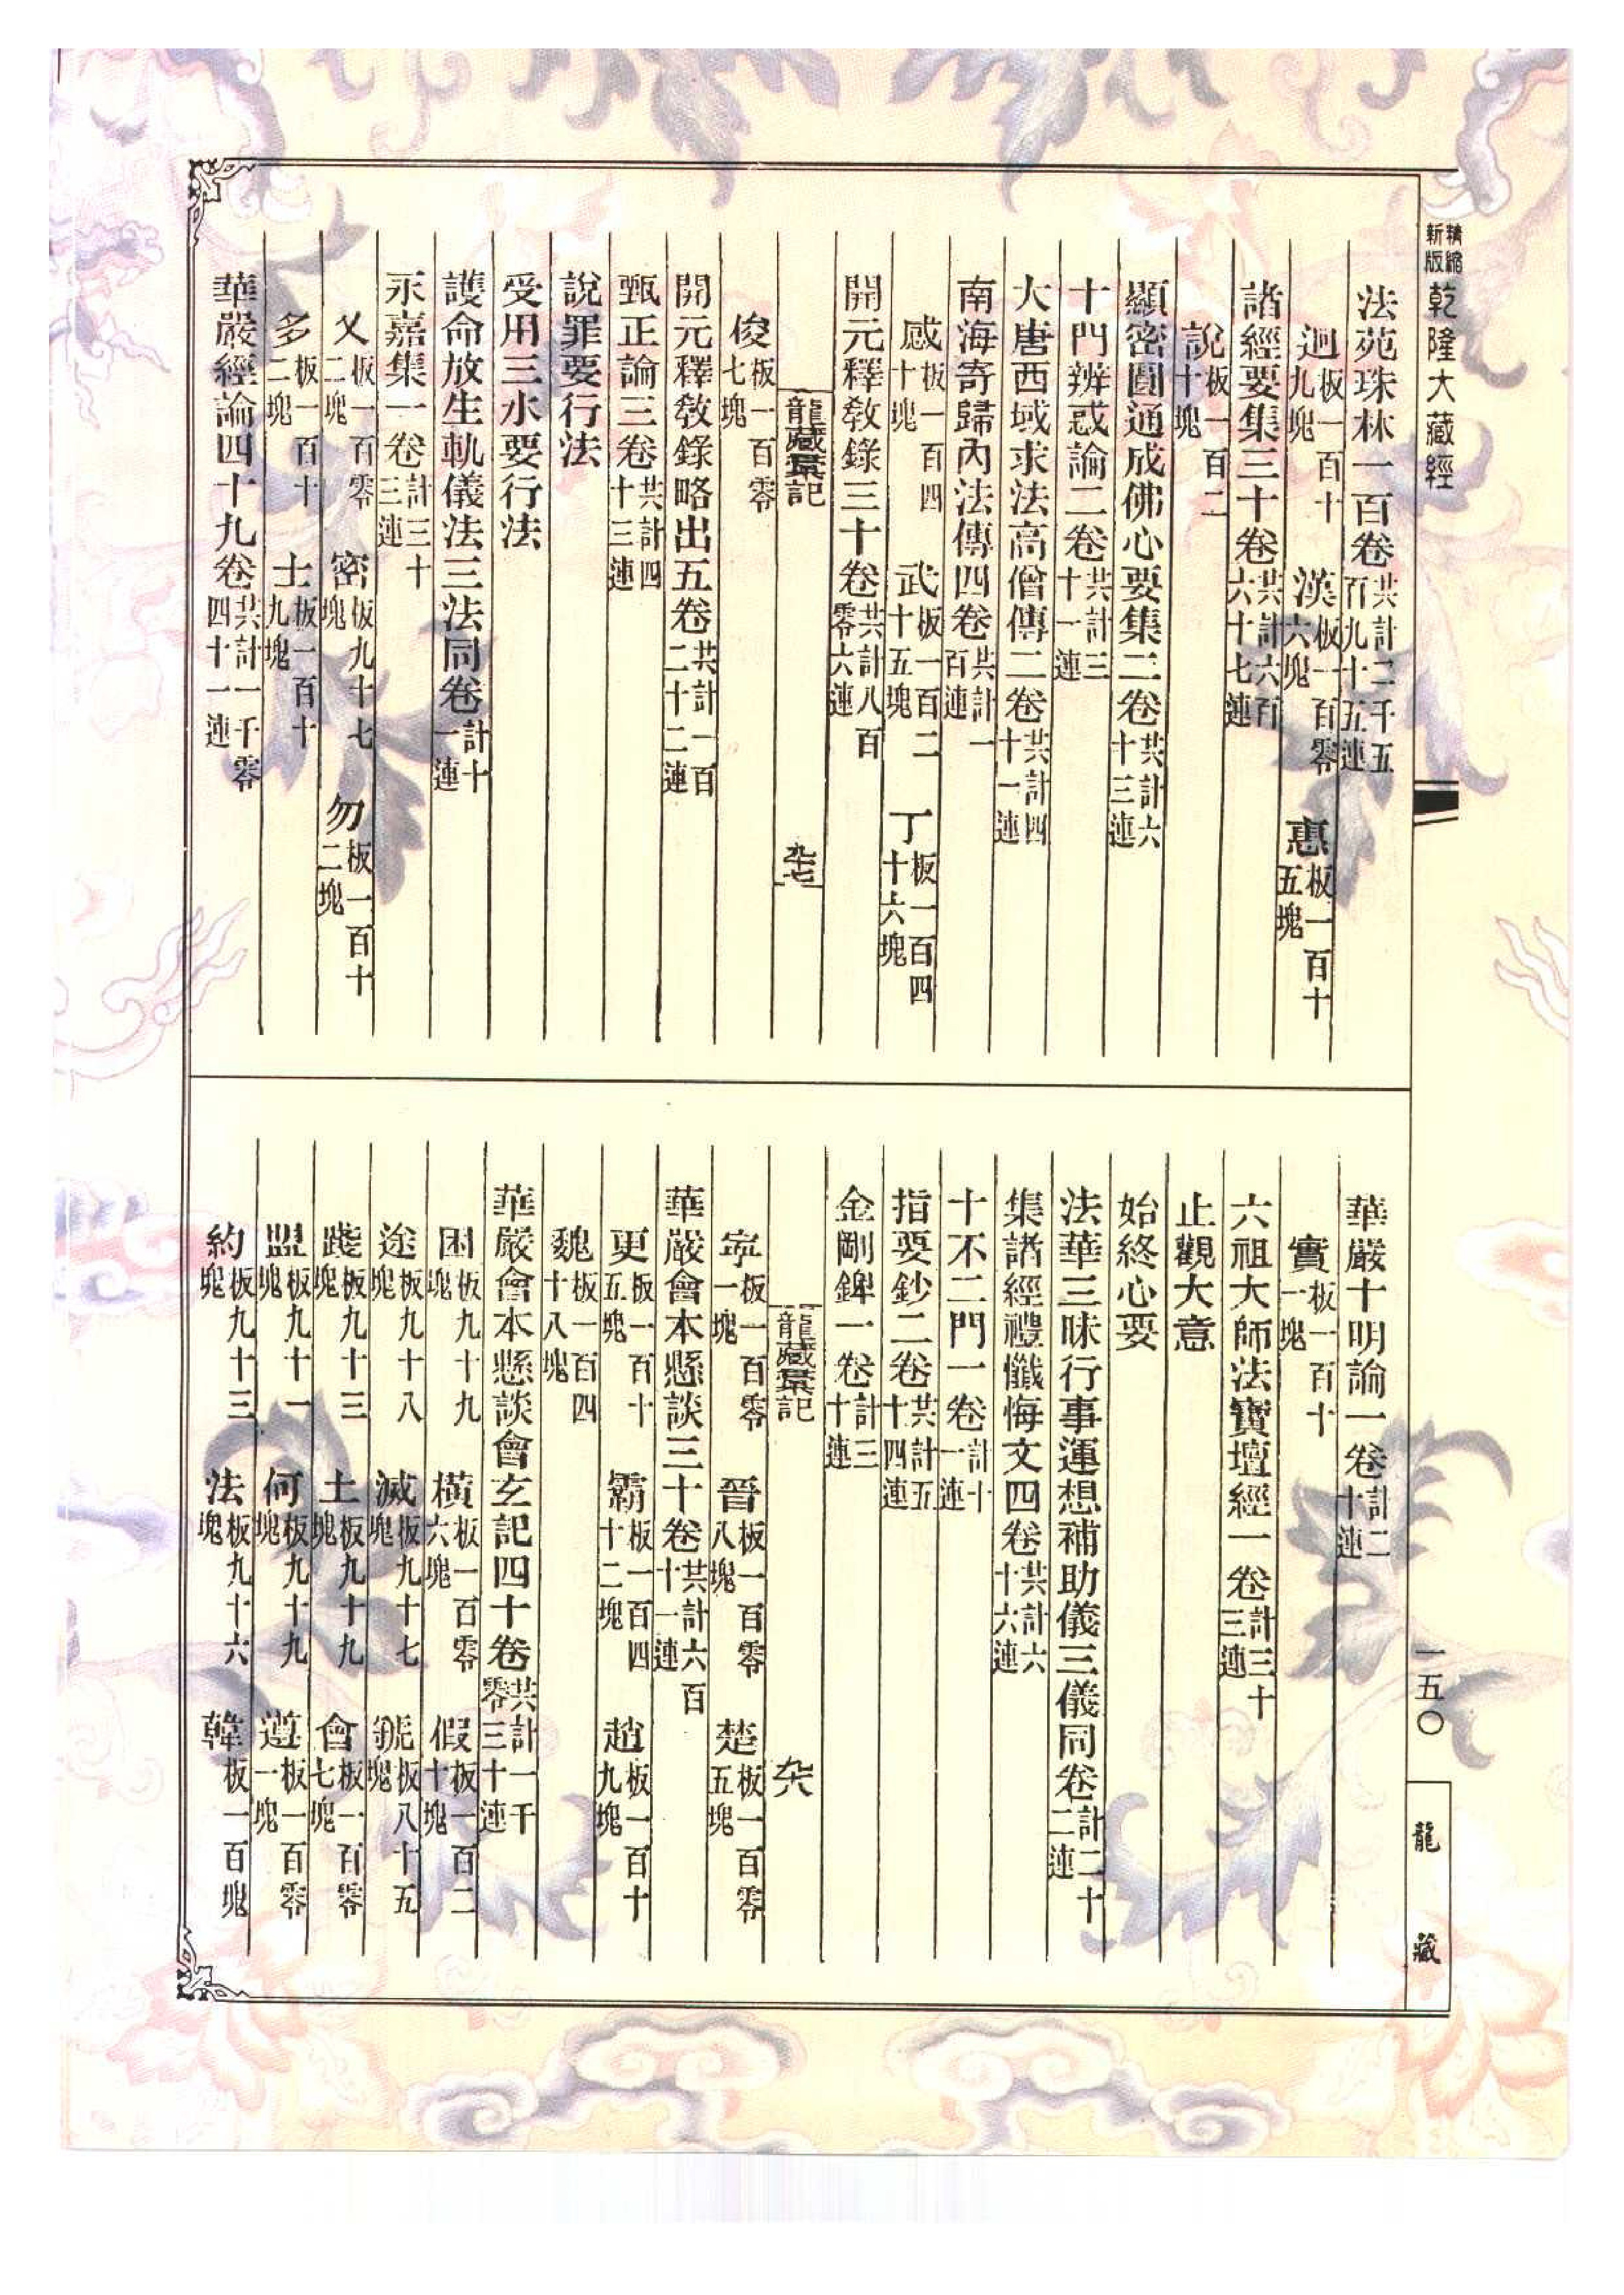 精縮新版乾隆大藏經
法苑珠林一百卷共計二千五百九十五連
迴板一百十九塊 漢板一百零六塊 惠板一百十五塊
諸經要集三十卷共計六百六十七連
說板一百二十塊
顯密圓通成佛心要集二卷共計六十三連
十門辨惑論二卷共計三十一連
大唐西域求法高僧傳二卷共計四十一連
南海寄歸內法傳四卷共計一百連
感板一百四十塊 武板一百二十五塊 丁板一百四十六塊
開元釋教錄三十卷共計八百零六連
龍藏彚記 九七
俊板一百零七塊
開元釋教錄略出五卷共計一百二十二連
甄正論三卷共計四十三連
說罪要行法
受用三水要行法
護命放生軌儀法三法同卷計十一連
永嘉集一卷計三十三連
乂板一百零二塊 密板九十七塊 勿板一百十二塊
多板一百十二塊 士板一百十九塊
華嚴經論四十九卷共計一千零四十一連
華嚴十明論一卷計二十連
實板一百十一塊
六祖大師法寶壇經一卷計三十三連
止觀大意
始終心要
法華三昧行事運想補助儀三儀同卷計二十二連
集諸經禮懺悔文四卷共計六十六連
十不二門一卷計十一連
指要鈔二卷共計五十四連
金剛錍一卷計三十連
龍藏彚記 九八
寧板一百零一塊 晉板一百零八塊 楚板一百零五塊
華嚴會本懸談三十卷共計六百十一連
更板一百十五塊 霸板一百四十二塊 趙板一百十九塊
魏板一百四十八塊
華嚴會本懸談會玄記四十卷共計一千零三十連
困板九十九塊 橫板一百零六塊 假板一百二十塊
途板九十八塊 滅板九十七塊 虢板八十五塊
踐板九十三塊 土板九十九塊 會板一百零七塊
盟板九十一塊 何板九十九塊 遵板一百零一塊
約板九十三塊 法板九十六塊 韓板一百塊
一五〇
龍藏